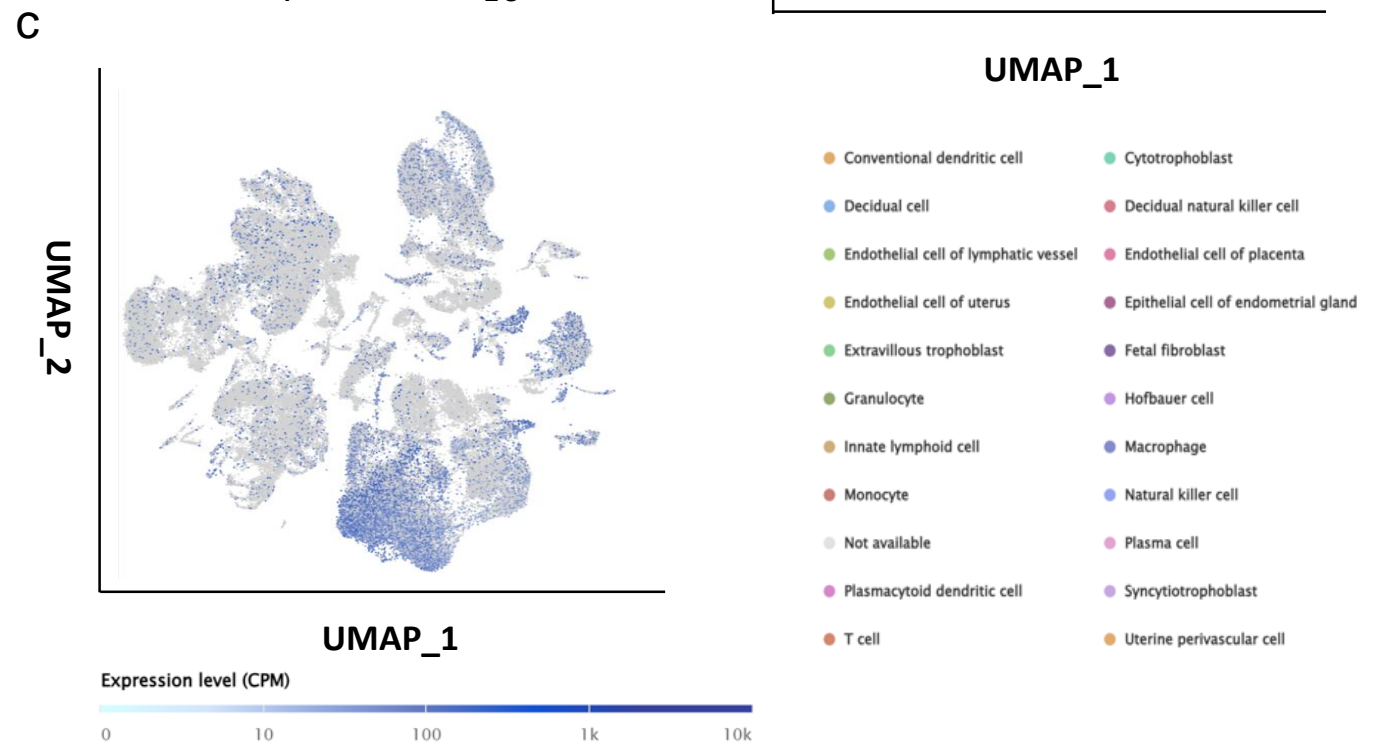 C
UMAP_1
UMAP_2
UMAP_1
Expression level (CPM)
0 10 100 1k 10k
Conventional dendritic cell
Decidual cell
Endothelial cell of lymphatic vessel
Endothelial cell of uterus
Extravillous trophoblast
Granulocyte
Innate lymphoid cell
Monocyte
Not available
Plasmacytoid dendritic cell
T cell
Cytotrophoblast
Decidual natural killer cell
Endothelial cell of placenta
Epithelial cell of endometrial gland
Fetal fibroblast
Hofbauer cell
Macrophage
Natural killer cell
Plasma cell
Syncytiotrophoblast
Uterine perivascular cell